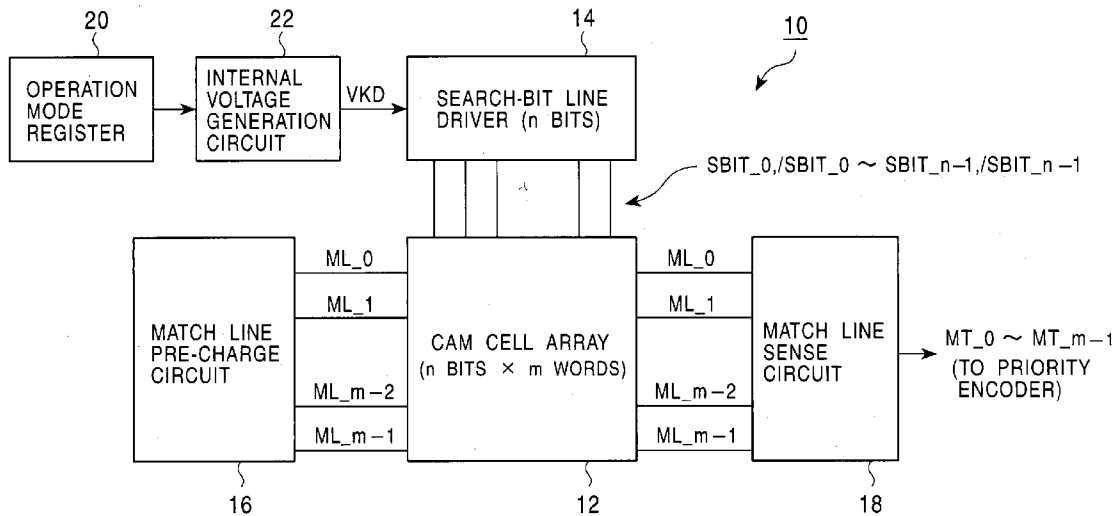 20
22
14
10
OPERATION
MODE
REGISTER
INTERNAL
VOLTAGE
GENERATION
CIRCUIT
VKD
SEARCH-BIT LINE
DRIVER (n BITS)
SBIT_0,/SBIT_0 ~ SBIT_n-1,/SBIT_n-1
MATCH LINE
PRE-CHARGE
CIRCUIT
ML_0
ML_1
ML_m-2
ML_m-1
CAM CELL ARRAY
(n BITS × m WORDS)
ML_0
ML_1
ML_m-2
ML_m-1
MATCH LINE
SENSE
CIRCUIT
MT_0 ~ MT_m-1
(TO PRIORITY
ENCODER)
16
12
18